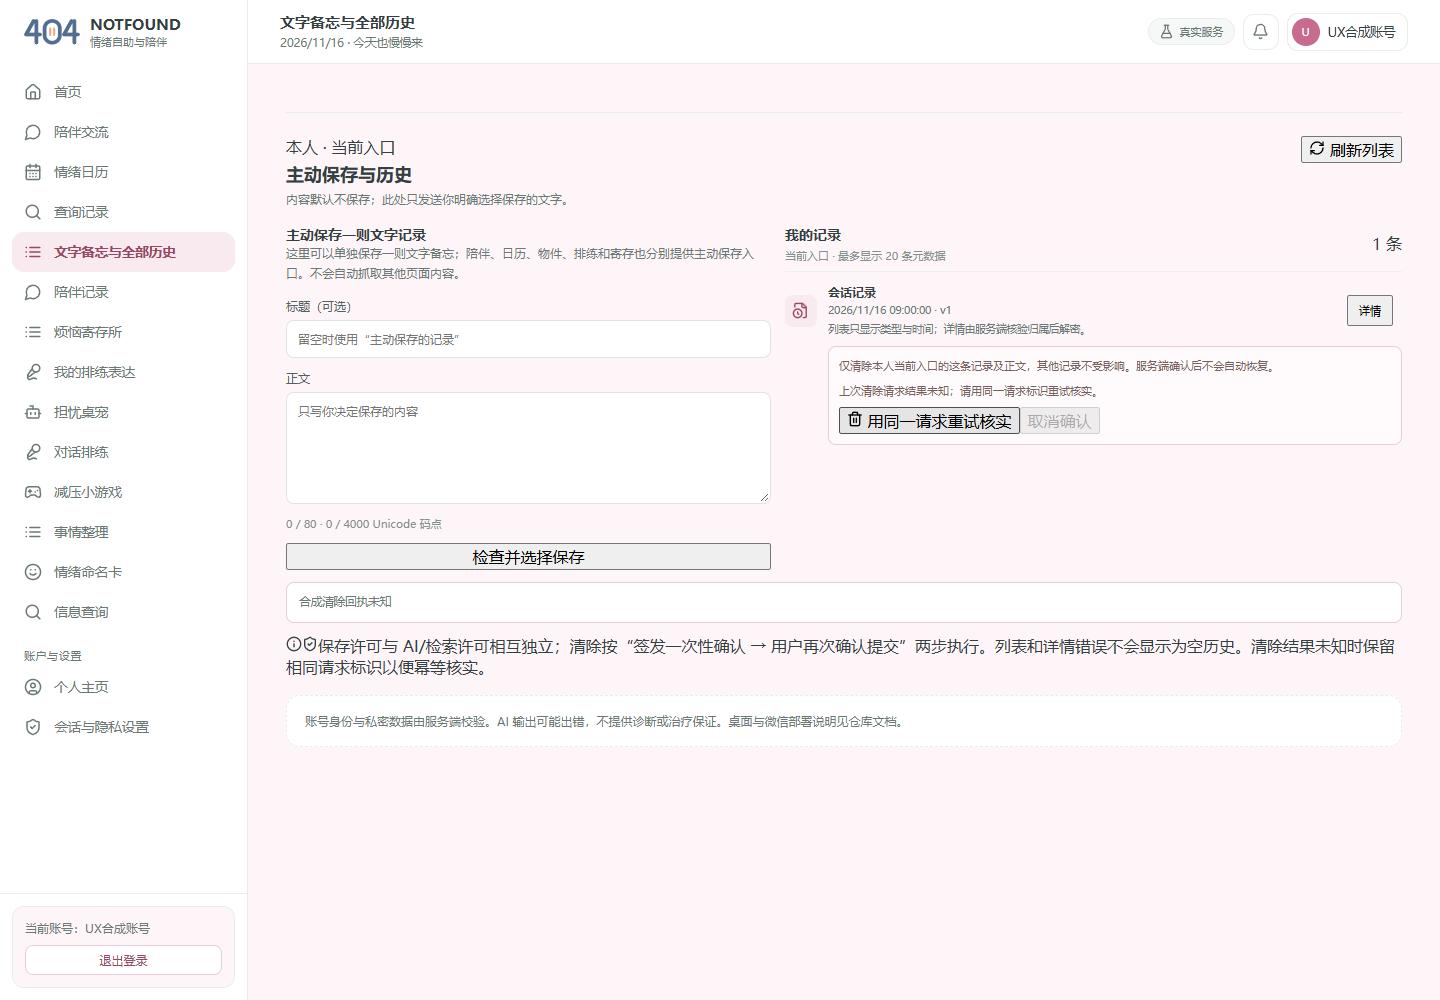 404 NOTFOUND
情绪自助与陪伴
首页
陪伴交流
情绪日历
查询记录
文字备忘与全部历史
陪伴记录
烦恼寄存所
我的排练表达
担忧桌宠
对话排练
减压小游戏
事情整理
情绪命名卡
信息查询
账户与设置
个人主页
会话与隐私设置
当前账号：UX合成账号
退出登录
文字备忘与全部历史
2026/11/16 · 今天也慢慢来
真实服务
U
UX合成账号
本人 · 当前入口
主动保存与历史
内容默认不保存；此处只发送你明确选择保存的文字。
刷新列表
主动保存一则文字记录
这里可以单独保存一则文字备忘；陪伴、日历、物件、排练和寄存也分别提供主动保存入
口。不会自动抓取其他页面内容。
标题（可选）
留空时使用“主动保存的记录”
正文
只写你决定保存的内容
0 / 80 · 0 / 4000 Unicode 码点
检查并选择保存
我的记录
当前入口 · 最多显示 20 条元数据
1 条
会话记录
2026/11/16 09:00:00 · v1
列表只显示类型与时间；详情由服务端核验归属后解密。
详情
仅清除本人当前入口的这条记录及正文，其他记录不受影响。服务端确认后不会自动恢复。
上次清除请求结果未知；请用同一请求标识重试核实。
用同一请求重试核实
取消确认
合成清除回执未知
保存许可与 AI/检索许可相互独立；清除按“签发一次性确认 → 用户再次确认提交”两步执行。列表和详情错误不会显示为空历史。清除结果未知时保留
相同请求标识以便幂等核实。
账号身份与私密数据由服务端校验。AI 输出可能出错，不提供诊断或治疗保证。桌面与微信部署说明见仓库文档。